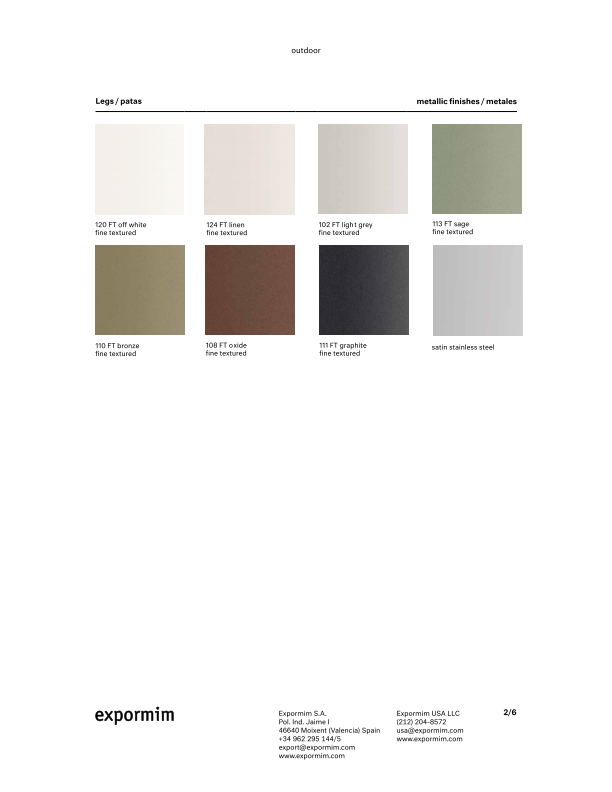 outdoor
Legs / patas
metallic finishes / metales
120 FT off white
fine textured
124 FT linen
fine textured
102 FT light grey
fine textured
113 FT sage
fine textured
110 FT bronze
fine textured
108 FT oxide
fine textured
111 FT graphite
fine textured
satin stainless steel
expormim
Expormim S.A.
Pol. Ind. Jaime I
46640 Moixent (Valencia) Spain
+34 962 295 144/5
export@expormim.com
www.expormim.com
Expormim USA LLC
(212) 204-8572
usa@expormim.com
www.expormim.com
2/6